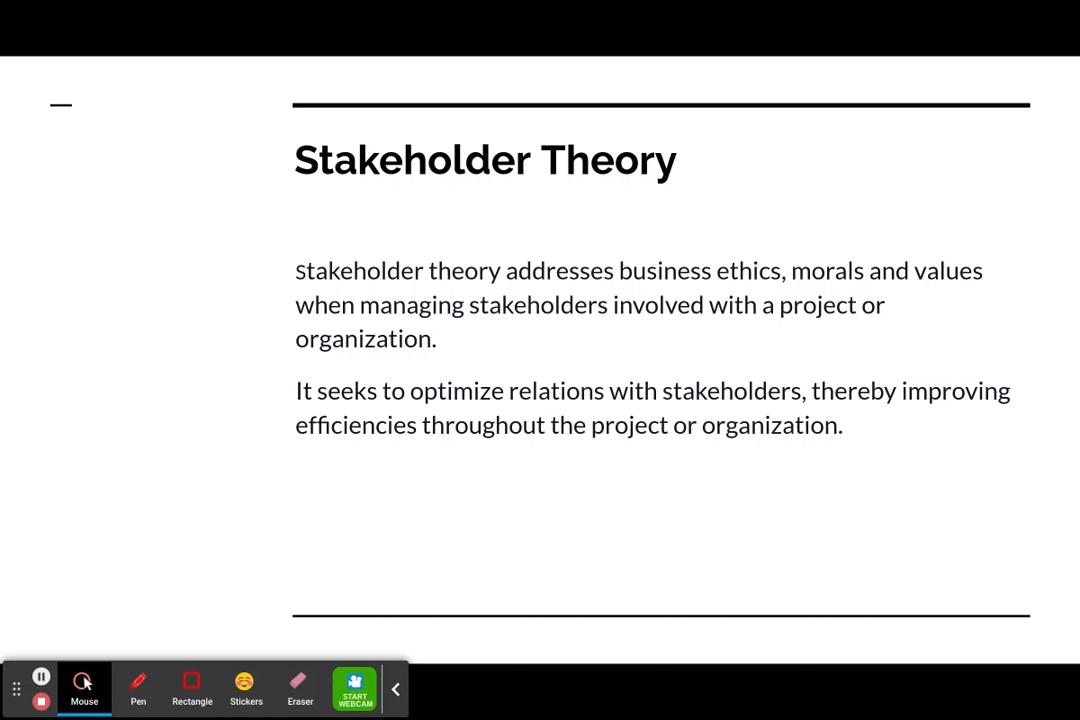 Stakeholder Theory
Stakeholder theory addresses business ethics, morals and values
when managing stakeholders involved with a project or
organization.
It seeks to optimize relations with stakeholders, thereby improving
efficiencies throughout the project or organization.
Mouse
Pen
Rectangle
Stickers
Eraser
START
WEBCAM